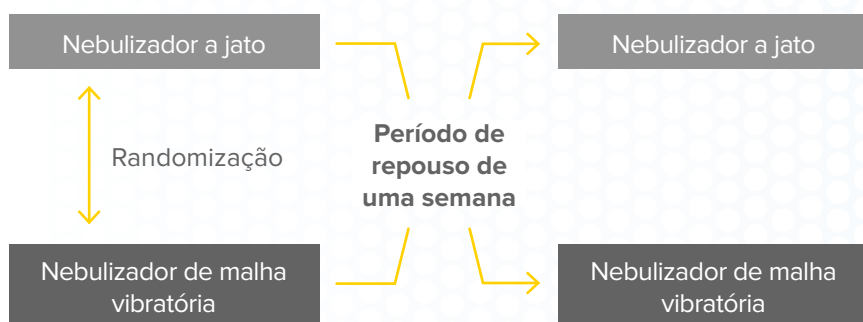 Nebulizador a jato
Nebulizador a jato
Randomização
Período de
repouso de
uma semana
Nebulizador de malha
vibratória
Nebulizador de malha
vibratória